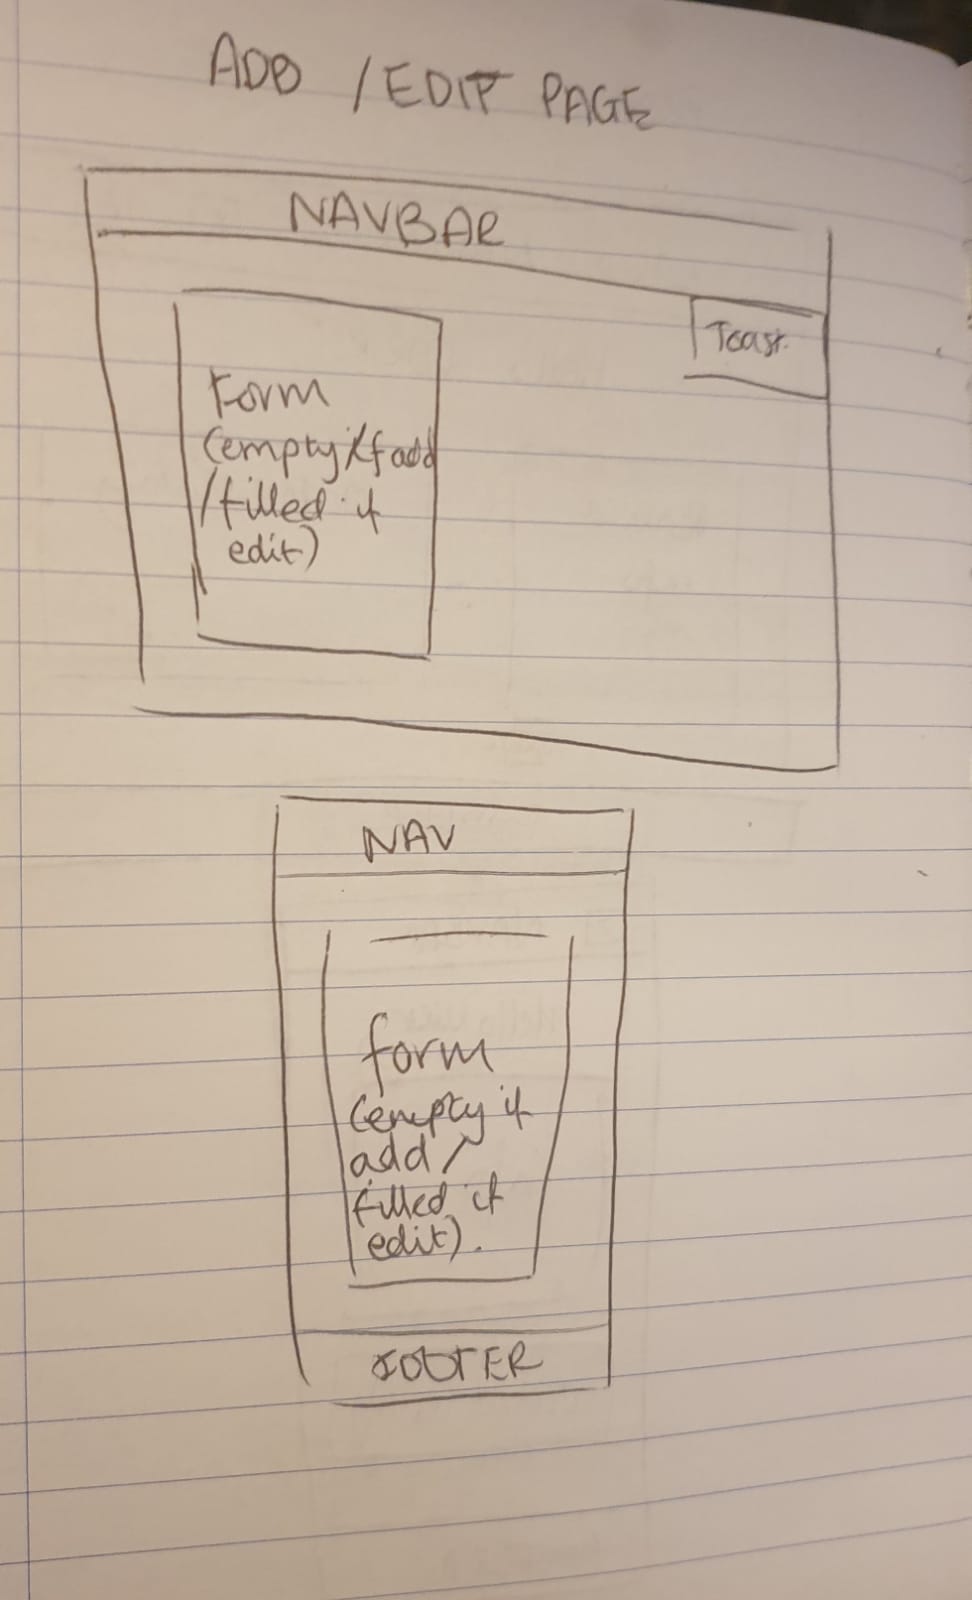 ADD / EDIT PAGE
NAVBAR
Toast.
Form
(empty if add
/filled if
edit)
NAV
form
(empty if
add /
filled if
edit).
FOOTER